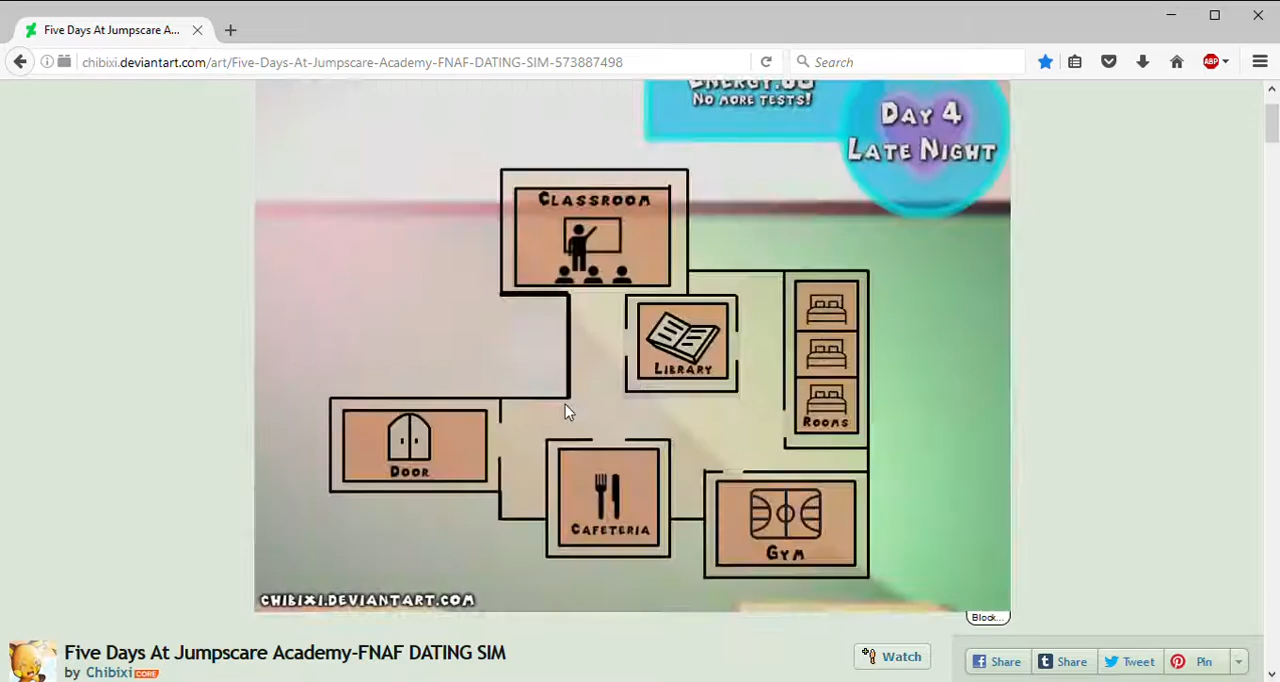 Five Days At Jumpscare A...
chibixi.deviantart.com/art/Five-Days-At-Jumpscare-Academy-FNAF-DATING-SIM-573887498
Search
ABP
No more tests!
Day 4
Late Night
Classroom
Library
Rooms
Door
Cafeteria
Gym
chibixi.deviantart.com
Block...
Five Days At Jumpscare Academy-FNAF DATING SIM
by Chibixi CORE
Watch
Share
Share
Tweet
Pin